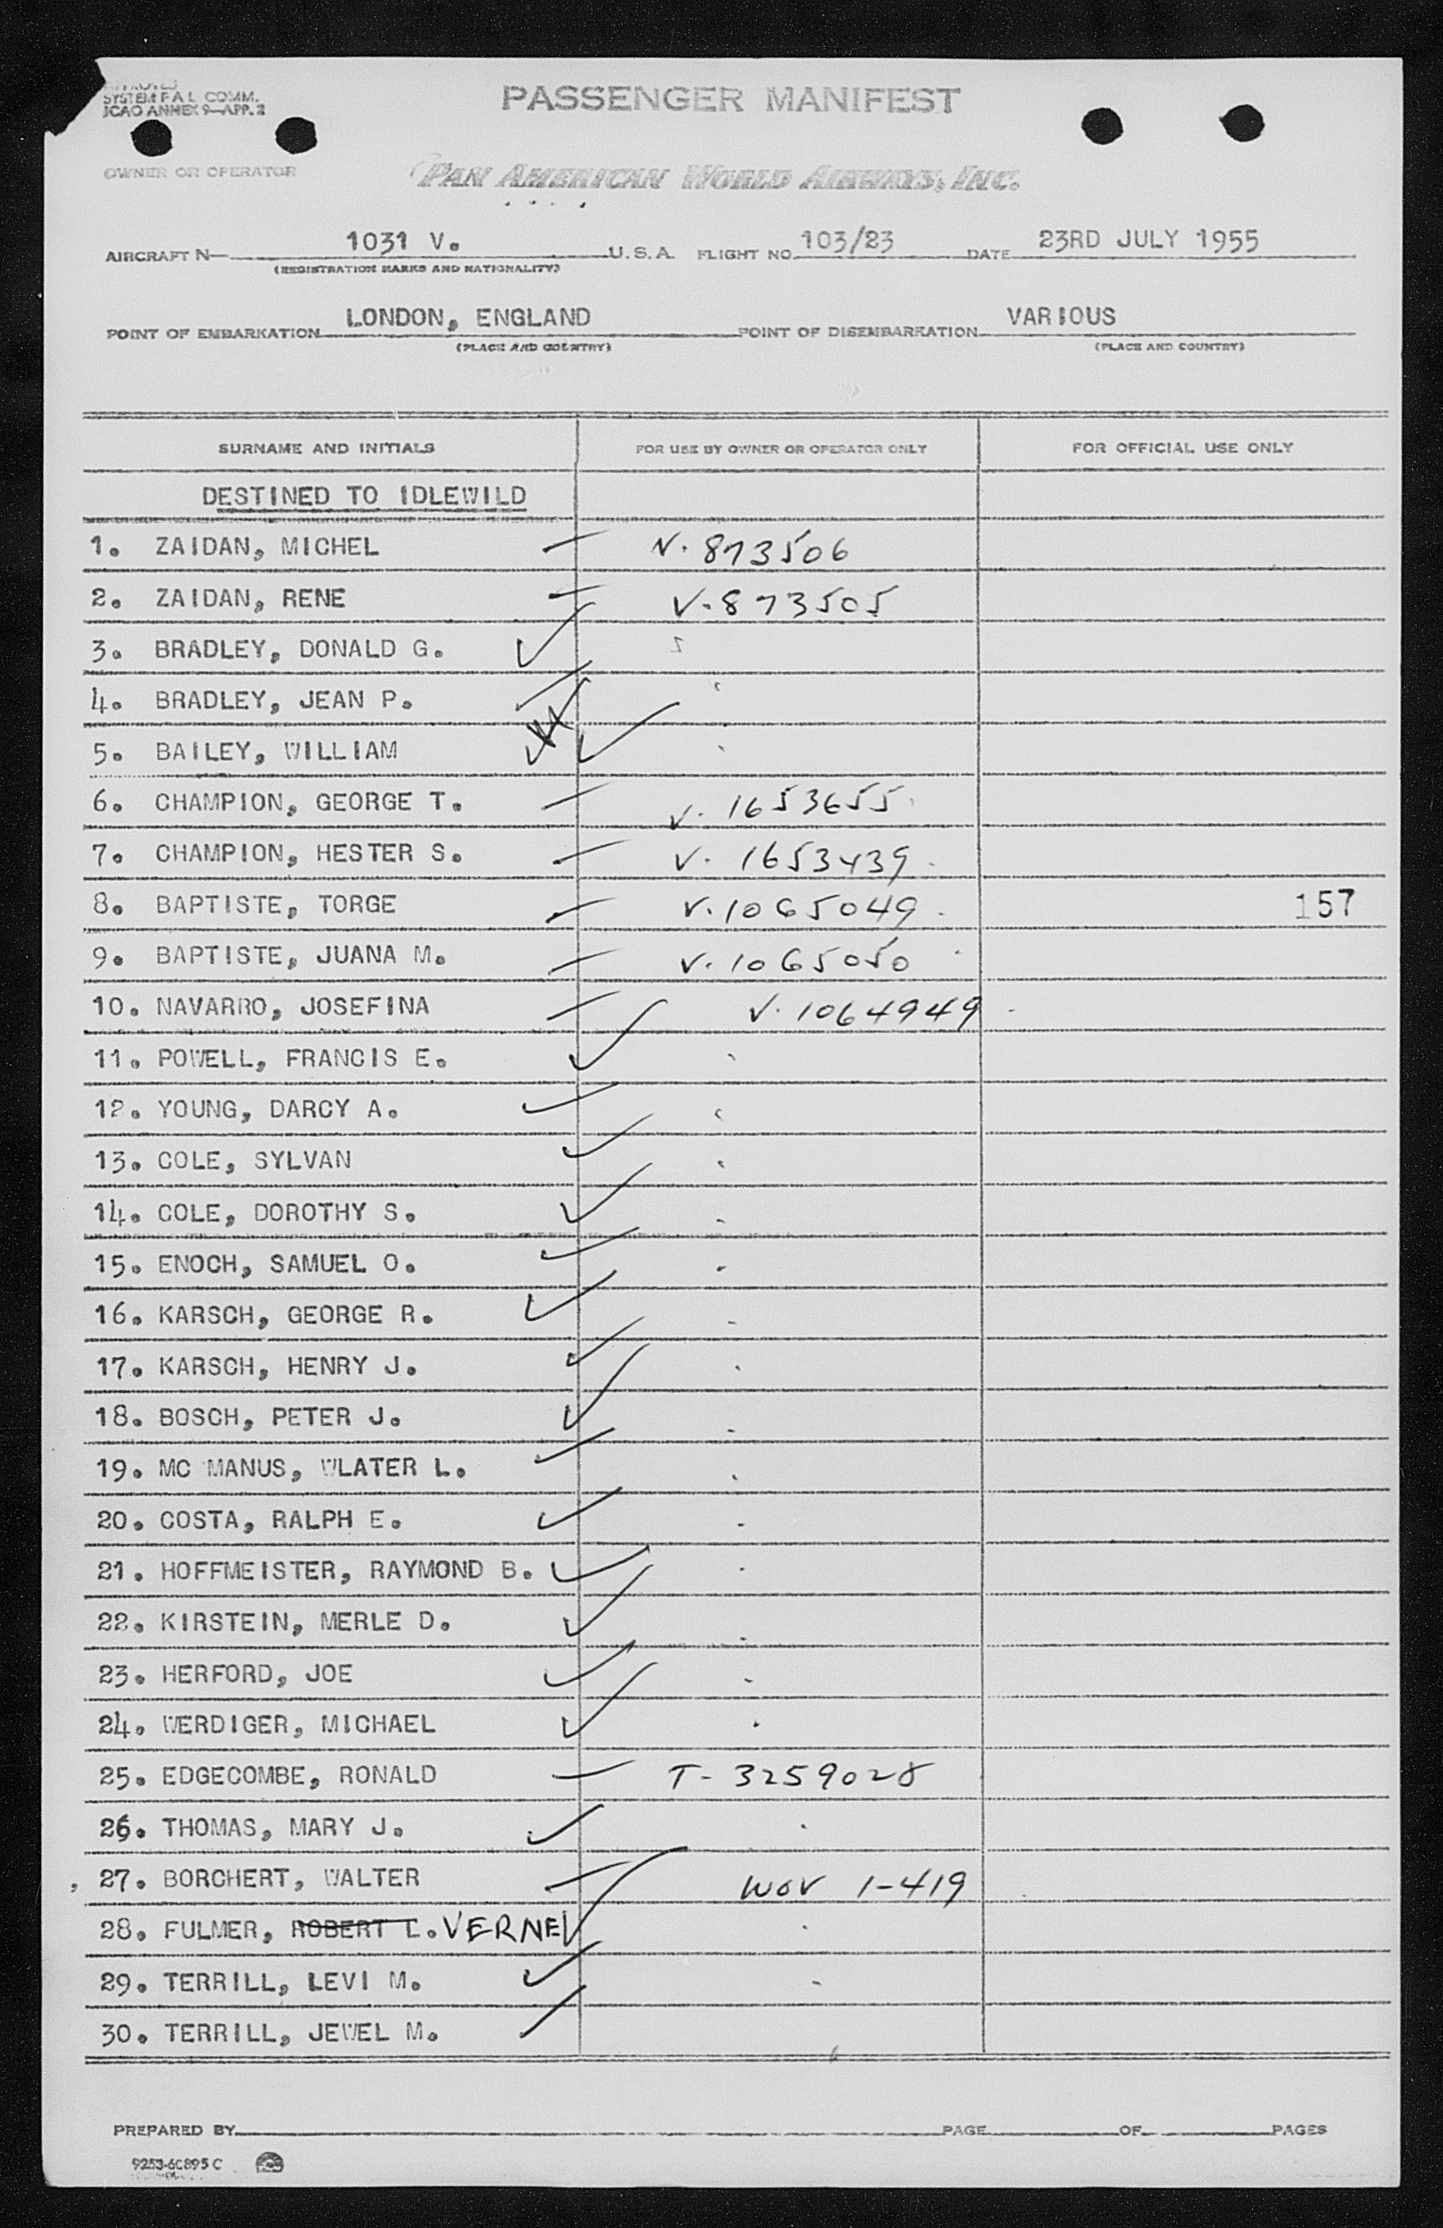 APPROVED
SYSTEM F A L COMM.
ICAO ANNEX 9—APP. 2
PASSENGER MANIFEST
OWNER OR OPERATOR
PAN AMERICAN WORLD AIRWAYS, INC.
AIRCRAFT N— 1031 V. U.S.A. FLIGHT NO. 103/23 DATE 23RD JULY 1955
(REGISTRATION MARKS AND NATIONALITY)
POINT OF EMBARKATION LONDON, ENGLAND POINT OF DISEMBARKATION VARIOUS
(PLACE AND COUNTRY) (PLACE AND COUNTRY)
SURNAME AND INITIALS FOR USE BY OWNER OR OPERATOR ONLY FOR OFFICIAL USE ONLY
DESTINED TO IDLEWILD
1. ZAIDAN, MICHEL V. 873506
2. ZAIDAN, RENE V-873505
3. BRADLEY, DONALD G.
4. BRADLEY, JEAN P.
5. BAILEY, WILLIAM
6. CHAMPION, GEORGE T. V. 1653655
7. CHAMPION, HESTER S. V. 1653439
8. BAPTISTE, TORGE V. 1065049 157
9. BAPTISTE, JUANA M. V. 1065050
10. NAVARRO, JOSEFINA V. 1064949
11. POWELL, FRANCIS E.
12. YOUNG, DARCY A.
13. COLE, SYLVAN
14. COLE, DOROTHY S.
15. ENOCH, SAMUEL O.
16. KARSCH, GEORGE R.
17. KARSCH, HENRY J.
18. BOSCH, PETER J.
19. MC MANUS, WLATER L.
20. COSTA, RALPH E.
21. HOFFMEISTER, RAYMOND B.
22. KIRSTEIN, MERLE D.
23. HERFORD, JOE
24. WERDIGER, MICHAEL
25. EDGECOMBE, RONALD T- 3259028
26. THOMAS, MARY J.
27. BORCHERT, WALTER WOV 1-419
28. FULMER, ROBERT L. VERNE
29. TERRILL, LEVI M.
30. TERRILL, JEWEL M.
PREPARED BY PAGE OF PAGES
9253-6C895 C